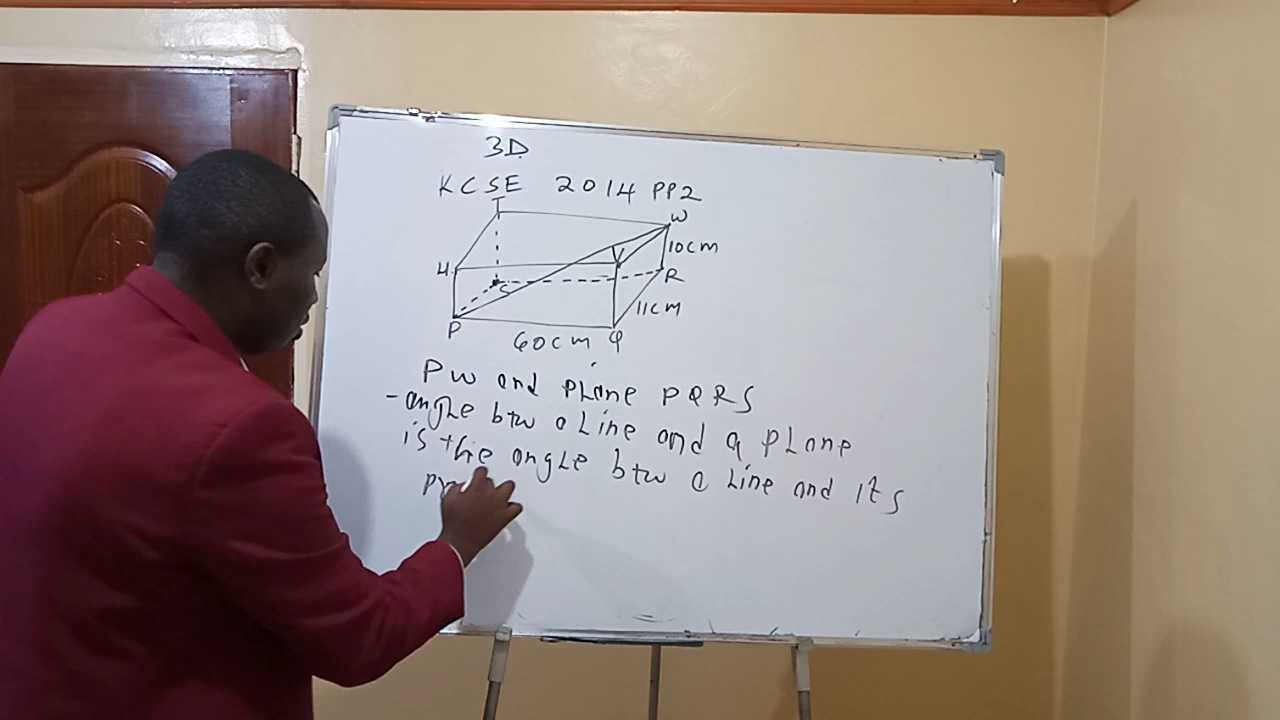 3D
KCSE 2014 PP2
T
W
10cm
U
V
R
S
11cm
P
60cm Q
PW and PLane PQRS
- angLe btw a Line and a PLane
is the angLe btw a Line and its